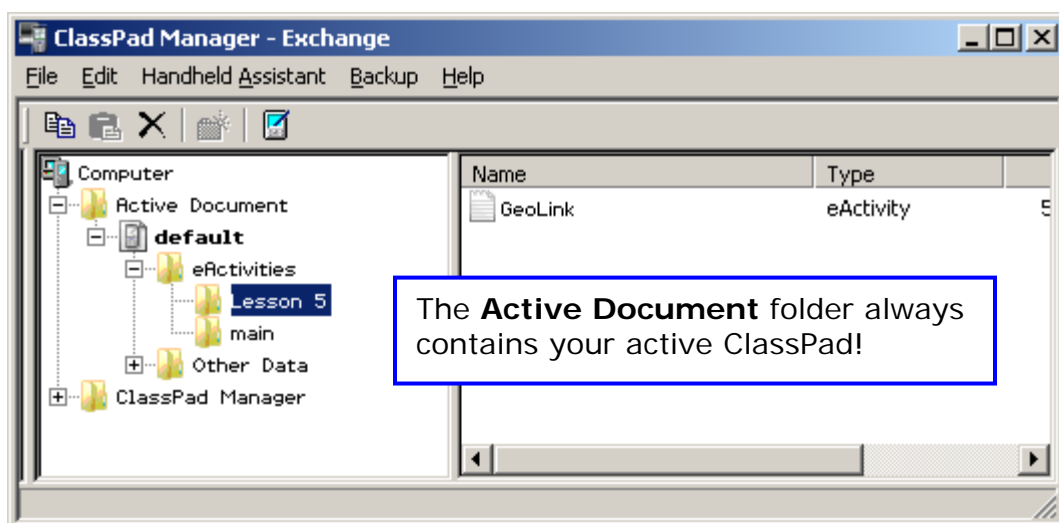 ClassPad Manager - Exchange
File Edit Handheld Assistant Backup Help
Computer
Active Document
default
eActivities
Lesson 5
main
Other Data
ClassPad Manager
Name Type
GeoLink eActivity 5
The Active Document folder always
contains your active ClassPad!